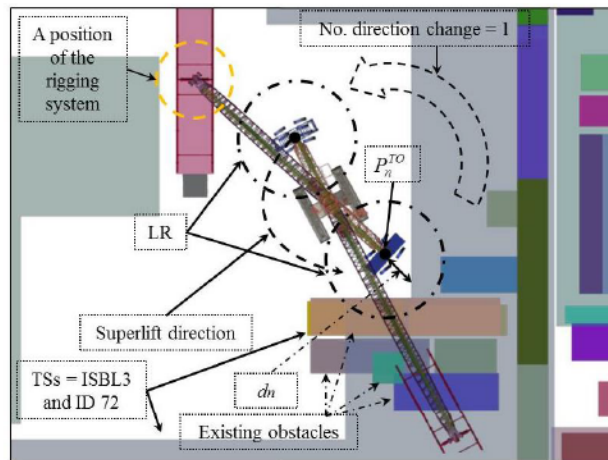 A position
of the
rigging
system
No. direction change = 1
P_n^{TO}
LR
Superlift direction
TSs = ISBL3
and ID 72
dn
Existing obstacles